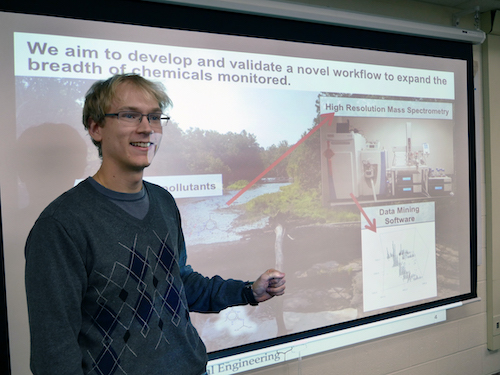 We aim to develop and validate a novel workflow to expand the
breadth of chemicals monitored.
High Resolution Mass Spectrometry
pollutants
Data Mining
Software
Engineering